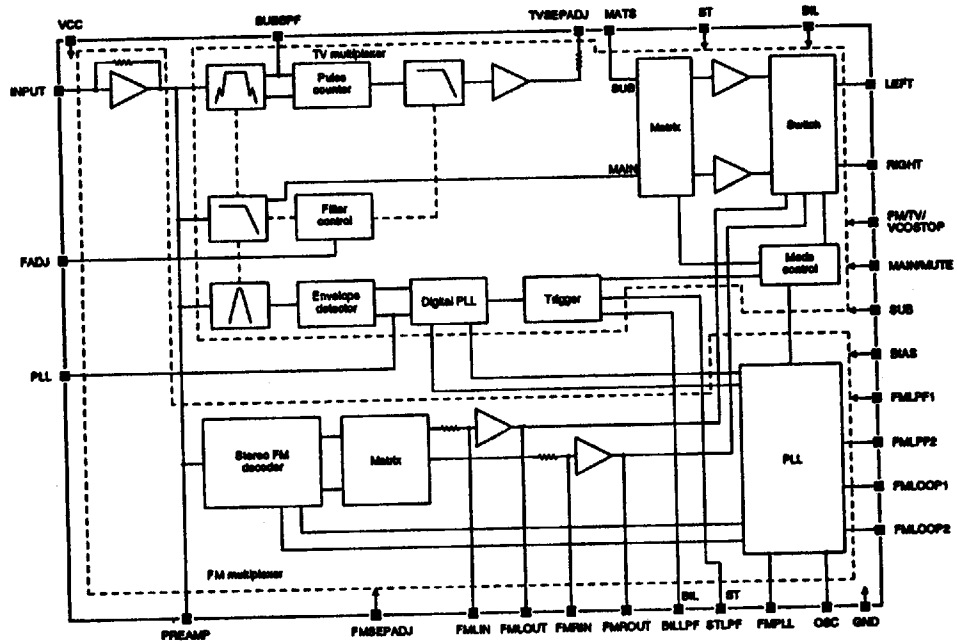 VCC
SUBBPF
TVSEPADJ
MATS
ST
BIL
TV multiplexer
INPUT
Pulse
counter
SUB
Matrix
Switch
LEFT
MAIN
RIGHT
Filter
control
FM/TV/
VCOSTOP
FADJ
Mode
control
MAIN/MUTE
Envelope
detector
Digital PLL
Trigger
SUB
BIAS
PLL
FMLPF1
Stereo FM
decoder
Matrix
PLL
FMLPF2
FMLOOP1
FMLOOP2
FM multiplexer
BIL
ST
PREAMP
FMSEPADJ
FMLIN
FMLOUT
FMRIN
FMROUT
BILLPF
STLPF
FMPLL
OSC
GND